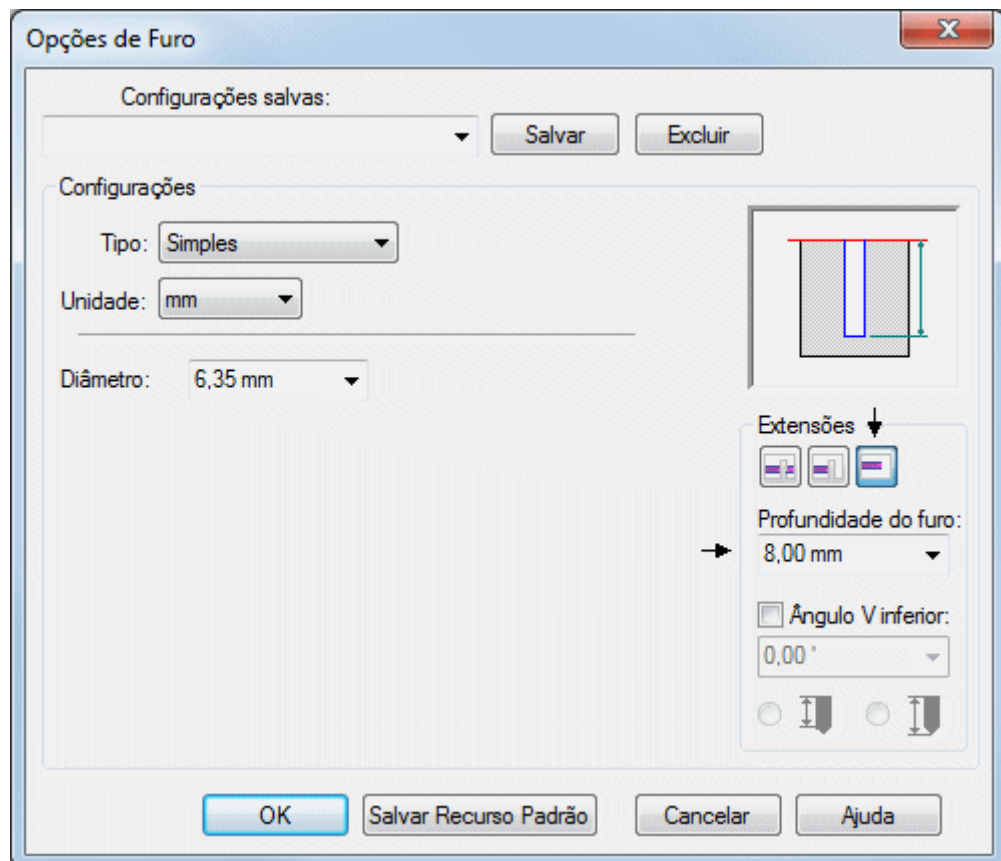 Opções de Furo
Configurações salvas:
Salvar
Excluir
Configurações
Tipo: Simples
Unidade: mm
Diâmetro: 6,35 mm
Extensões
Profundidade do furo:
8,00 mm
Ângulo V inferior:
0,00 °
OK
Salvar Recurso Padrão
Cancelar
Ajuda